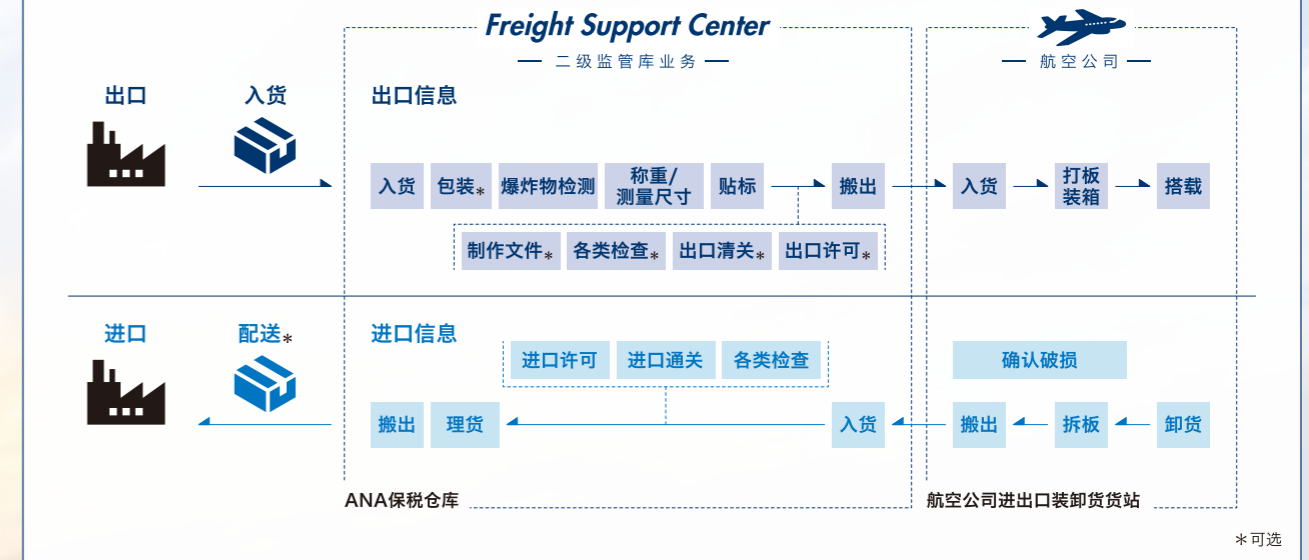 Freight Support Center
二级监管库业务
航空公司
出口
入货
出口信息
入货
包装*
爆炸物检测
称重/
测量尺寸
贴标
搬出
入货
打板
装箱
搭载
制作文件*
各类检查*
出口清关*
出口许可*
进口
配送*
进口信息
进口许可
进口通关
各类检查
确认破损
搬出
理货
入货
搬出
拆板
卸货
ANA保税仓库
航空公司进出口装卸货货站
*可选